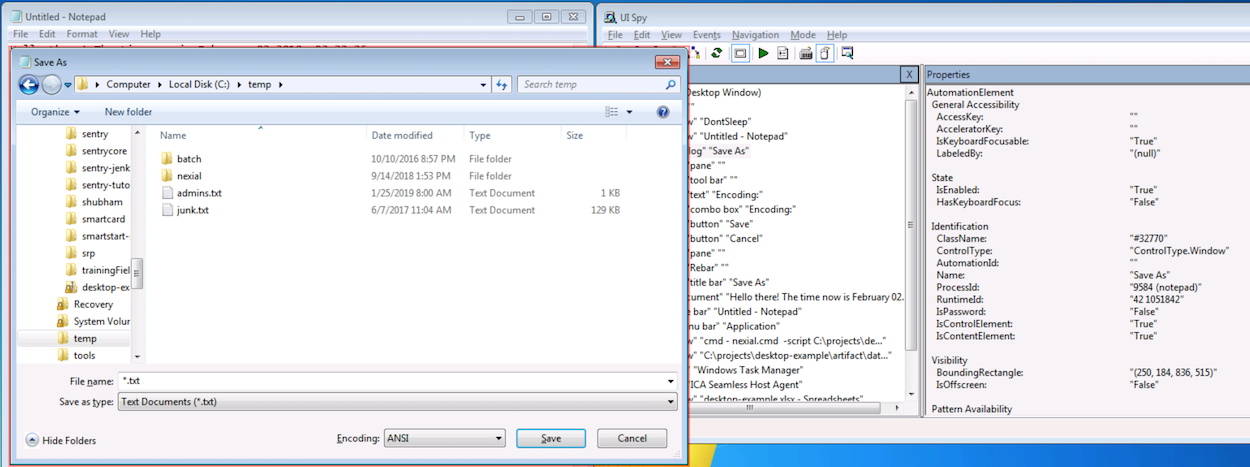 Untitled - Notepad
File Edit Format View Help
Save As
Computer Local Disk (C:) temp
Search temp
Organize New folder
sentry
sentrycore
sentry-jenk
sentry-tuto
shubham
smartcard
smartstart-
srp
trainingFiel
desktop-ex
Recovery
System Volu
temp
tools
Name Date modified Type Size
batch 10/10/2016 8:57 PM File folder
nexial 9/14/2018 1:53 PM File folder
admins.txt 1/25/2019 8:00 AM Text Document 1 KB
junk.txt 6/7/2017 11:04 AM Text Document 129 KB
File name: *.txt
Save as type: Text Documents (*.txt)
Hide Folders
Encoding: ANSI
Save
Cancel
UI Spy
File Edit View Events Navigation Mode Help
X
Desktop Window)
""
w" "DontSleep"
w" "Untitled - Notepad"
log" "Save As"
"pane" ""
"tool bar" ""
"text" "Encoding:"
"combo box" "Encoding:"
"button" "Save"
"button" "Cancel"
"pane" ""
"Rebar" ""
"title bar" "Save As"
cument" "Hello there! The time now is February 02.
e bar" "Untitled - Notepad"
nu bar" "Application"
w" "cmd - nexial.cmd -script C:\projects\de..."
w" "C:\projects\desktop-example\artifact\dat..."
" "Windows Task Manager"
"ICA Seamless Host Agent"
w" "desktop-example.xlsx - Spreadsheets"
Properties
AutomationElement
General Accessibility
AccessKey: ""
AcceleratorKey: ""
IsKeyboardFocusable: "True"
LabeledBy: "(null)"
State
IsEnabled: "True"
HasKeyboardFocus: "False"
Identification
ClassName: "#32770"
ControlType: "ControlType.Window"
AutomationId: ""
Name: "Save As"
ProcessId: "9584 (notepad)"
RuntimeId: "42 1051842"
IsPassword: "False"
IsControlElement: "True"
IsContentElement: "True"
Visibility
BoundingRectangle: "(250, 184, 836, 515)"
IsOffscreen: "False"
Pattern Availability